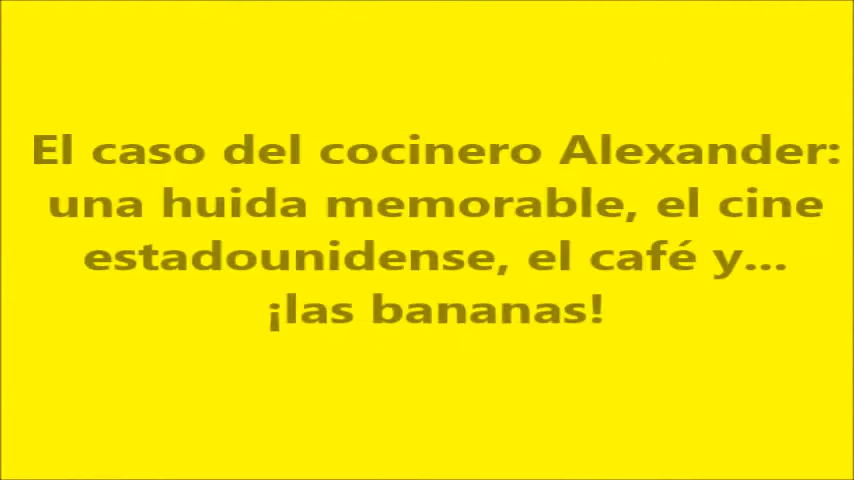 El caso del cocinero Alexander:
una huida memorable, el cine
estadounidense, el café y...
¡las bananas!